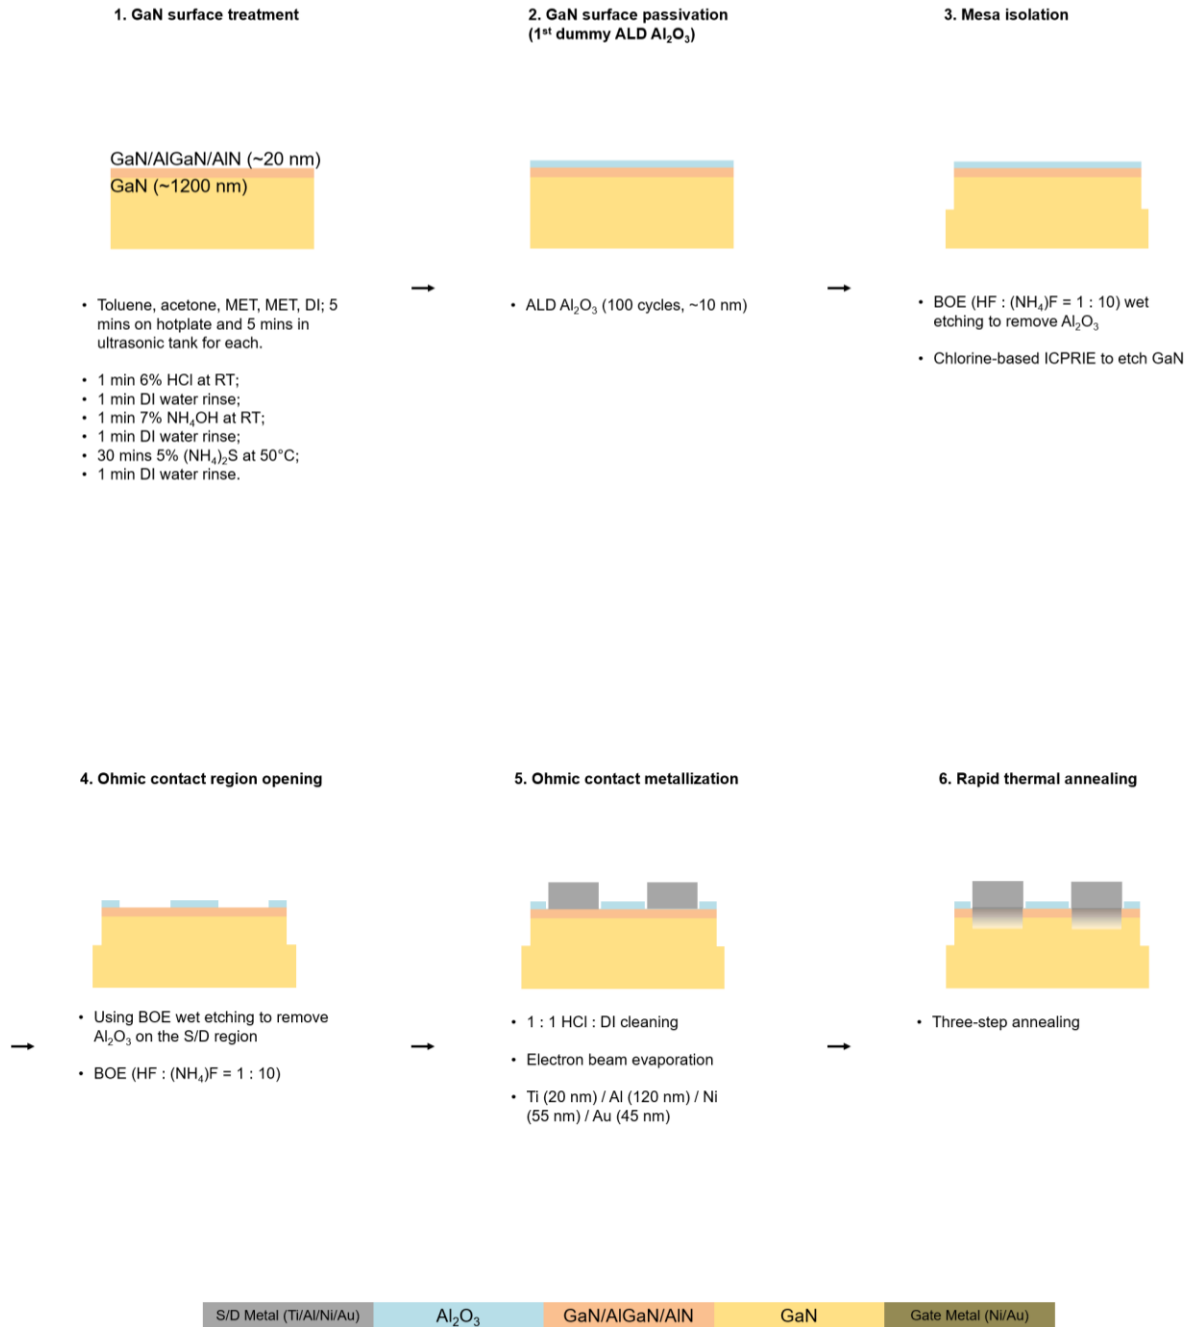 1. GaN surface treatment
GaN/AlGaN/AlN (~20 nm)
GaN (~1200 nm)
• Toluene, acetone, MET, MET, DI; 5
mins on hotplate and 5 mins in
ultrasonic tank for each.
• 1 min 6% HCl at RT;
• 1 min DI water rinse;
• 1 min 7% NH₄OH at RT;
• 1 min DI water rinse;
• 30 mins 5% (NH₄)₂S at 50°C;
• 1 min DI water rinse.
2. GaN surface passivation
(1ˢᵗ dummy ALD Al₂O₃)
• ALD Al₂O₃ (100 cycles, ~10 nm)
3. Mesa isolation
• BOE (HF : (NH₄)F = 1 : 10) wet
etching to remove Al₂O₃
• Chlorine-based ICPRIE to etch GaN
4. Ohmic contact region opening
• Using BOE wet etching to remove
Al₂O₃ on the S/D region
• BOE (HF : (NH₄)F = 1 : 10)
5. Ohmic contact metallization
• 1 : 1 HCl : DI cleaning
• Electron beam evaporation
• Ti (20 nm) / Al (120 nm) / Ni
(55 nm) / Au (45 nm)
6. Rapid thermal annealing
• Three-step annealing
S/D Metal (Ti/Al/Ni/Au)
Al₂O₃
GaN/AlGaN/AlN
GaN
Gate Metal (Ni/Au)